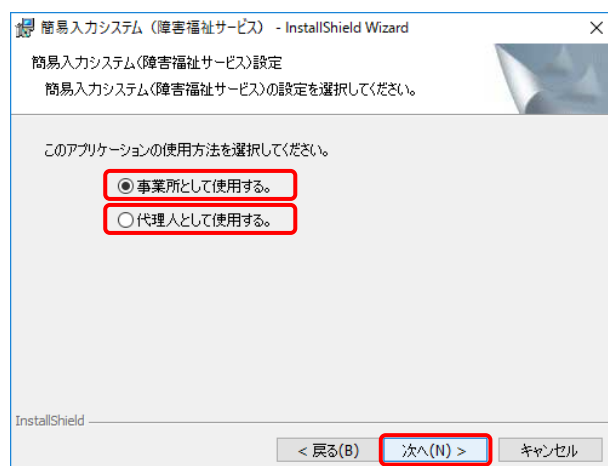 簡易入力システム（障害福祉サービス） - InstallShield Wizard
簡易入力システム(障害福祉サービス)設定
簡易入力システム(障害福祉サービス)の設定を選択してください。
このアプリケーションの使用方法を選択してください。
事業所として使用する。
代理人として使用する。
InstallShield
< 戻る(B) 次へ(N) > キャンセル